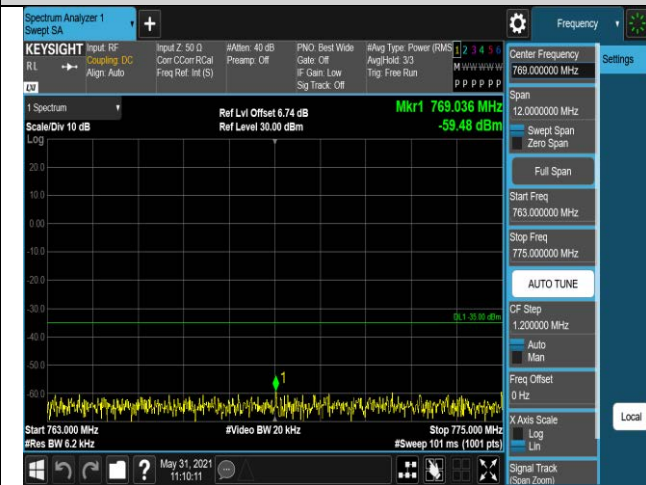 Spectrum Analyzer 1
Swept SA
Frequency
KEYSIGHT
RL
Input: RF
Coupling: DC
Align: Auto
Input Z: 50 Ω
Corr CCorr RCal
Freq Ref: Int (S)
#Atten: 40 dB
Preamp: Off
PNO: Best Wide
Gate: Off
IF Gain: Low
Sig Track: Off
#Avg Type: Power (RMS
Avg|Hold: 3/3
Trig: Free Run
1 2 3 4 5 6
M W W W W W
P P P P P P
LXI
1 Spectrum
Scale/Div 10 dB
Ref Lvl Offset 6.74 dB
Ref Level 30.00 dBm
Mkr1 769.036 MHz
-59.48 dBm
Log
20.0
10.0
0.00
-10.0
-20.0
-30.0
DL1 -35.00 dBm
-40.0
-50.0
1
-60.0
Start 763.000 MHz
#Res BW 6.2 kHz
#Video BW 20 kHz
Stop 775.000 MHz
#Sweep 101 ms (1001 pts)
May 31, 2021
11:10:11
Center Frequency
769.000000 MHz
Settings
Span
12.0000000 MHz
Swept Span
Zero Span
Full Span
Start Freq
763.000000 MHz
Stop Freq
775.000000 MHz
AUTO TUNE
CF Step
1.200000 MHz
Auto
Man
Freq Offset
0 Hz
X Axis Scale
Log
Lin
Local
Signal Track
(Span Zoom)